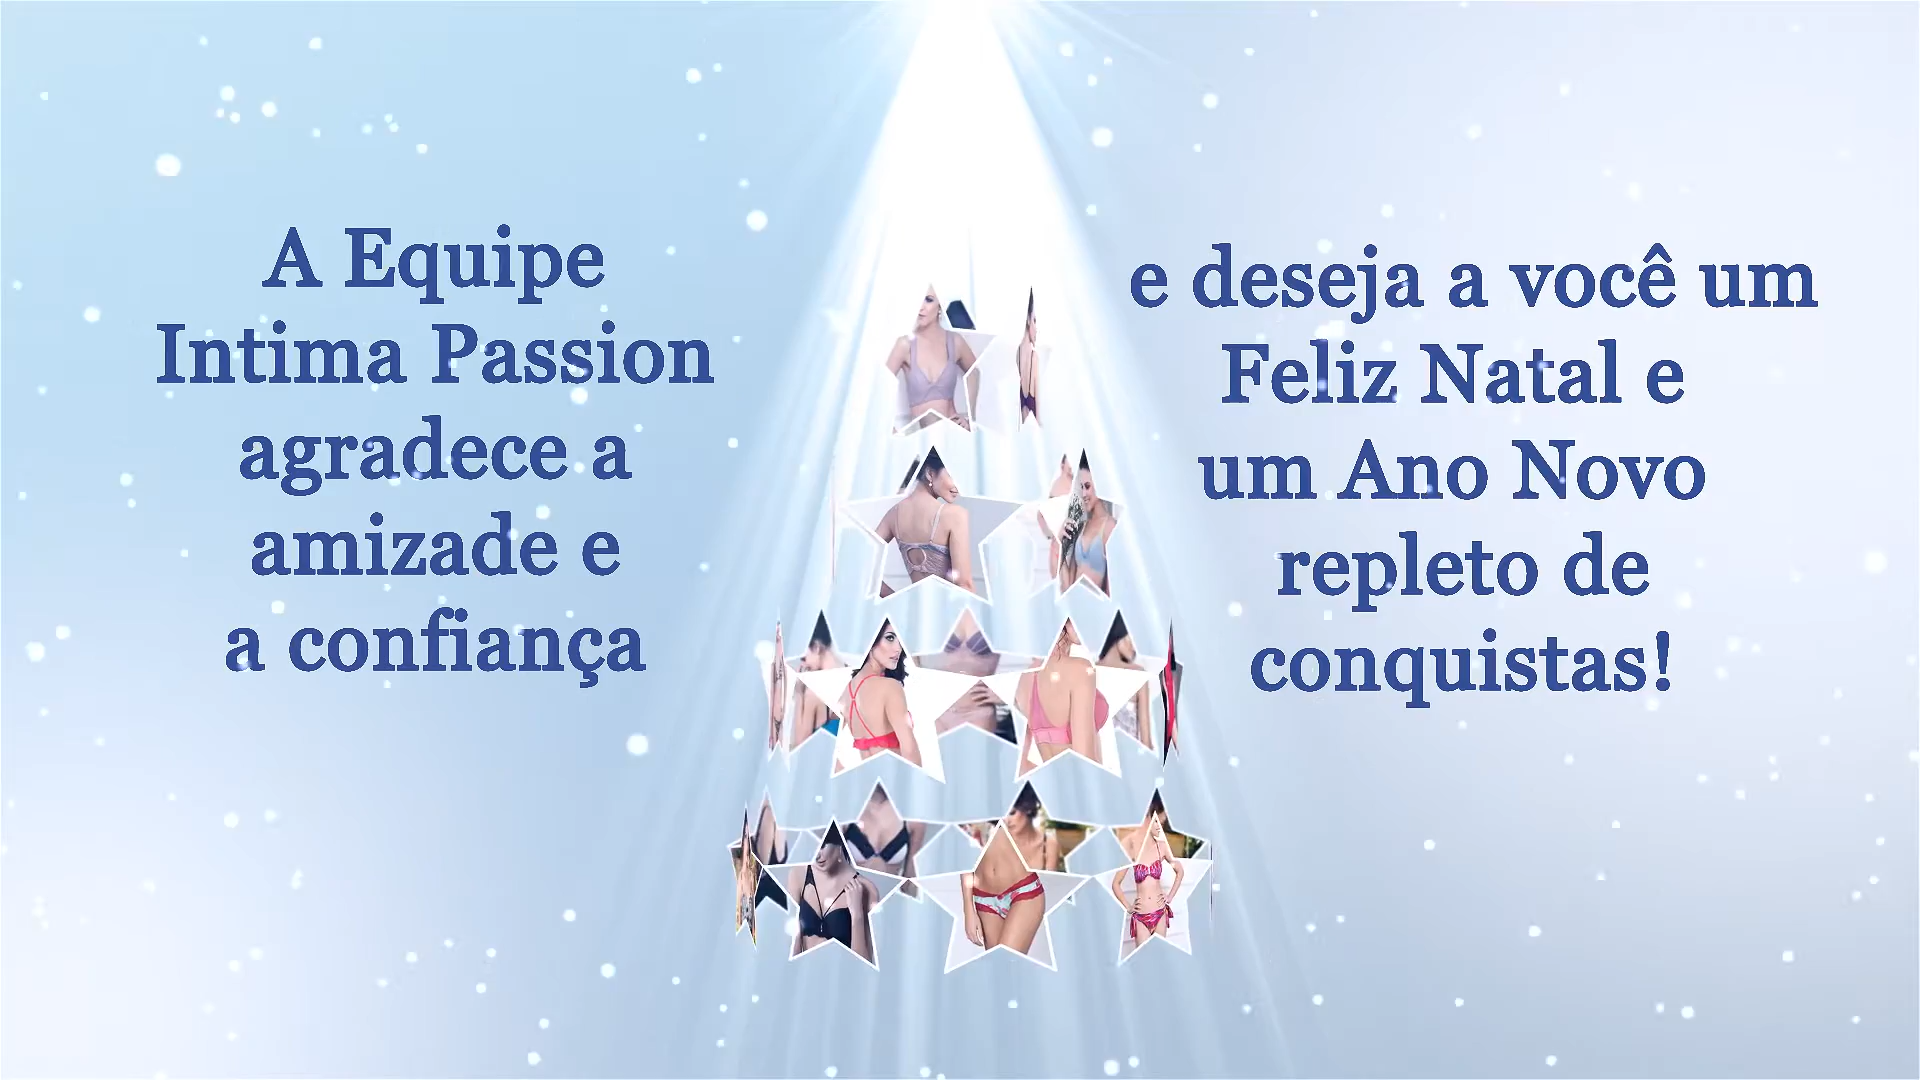 A Equipe
Intima Passion
agradece a
amizade e
a confiança
e deseja a você um
Feliz Natal e
um Ano Novo
repleto de
conquistas!